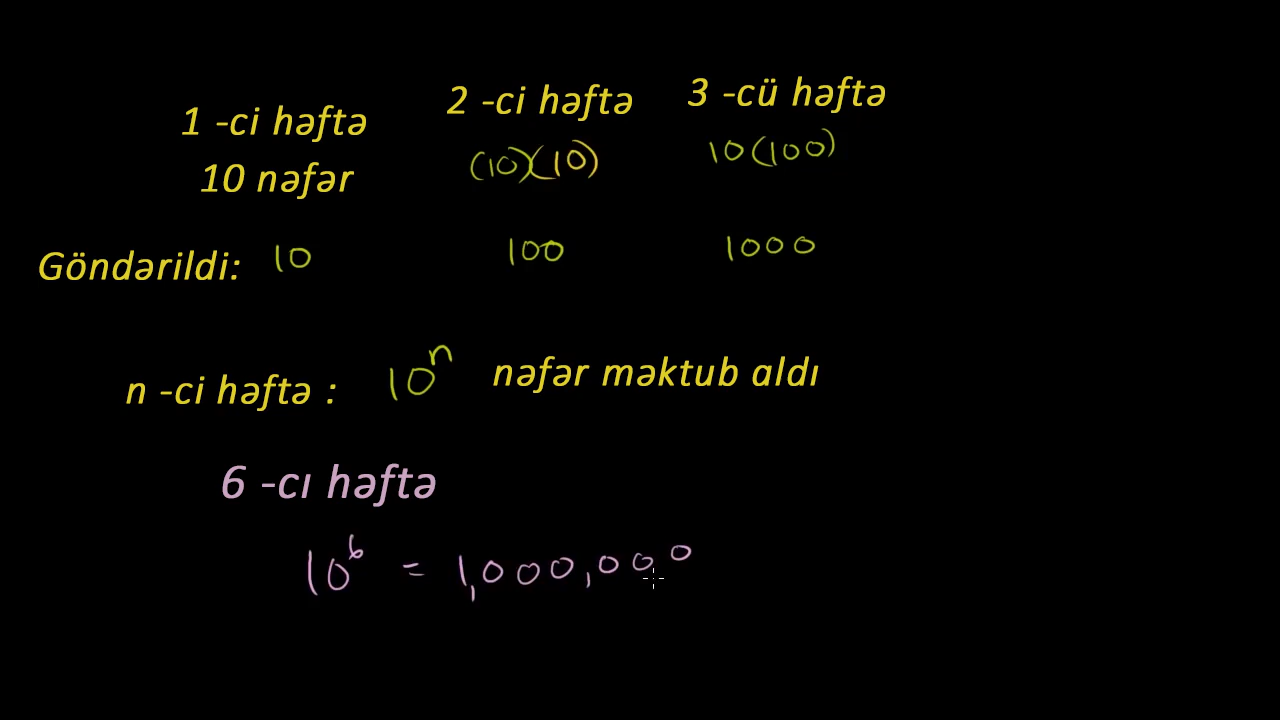 1 -ci həftə 2 -ci həftə 3 -cü həftə
10 nəfər (10)(10) 10(100)
Göndərildi: 10 100 1000
n -ci həftə : 10ⁿ nəfər məktub aldı
6 -cı həftə
10⁶ = 1,000,000